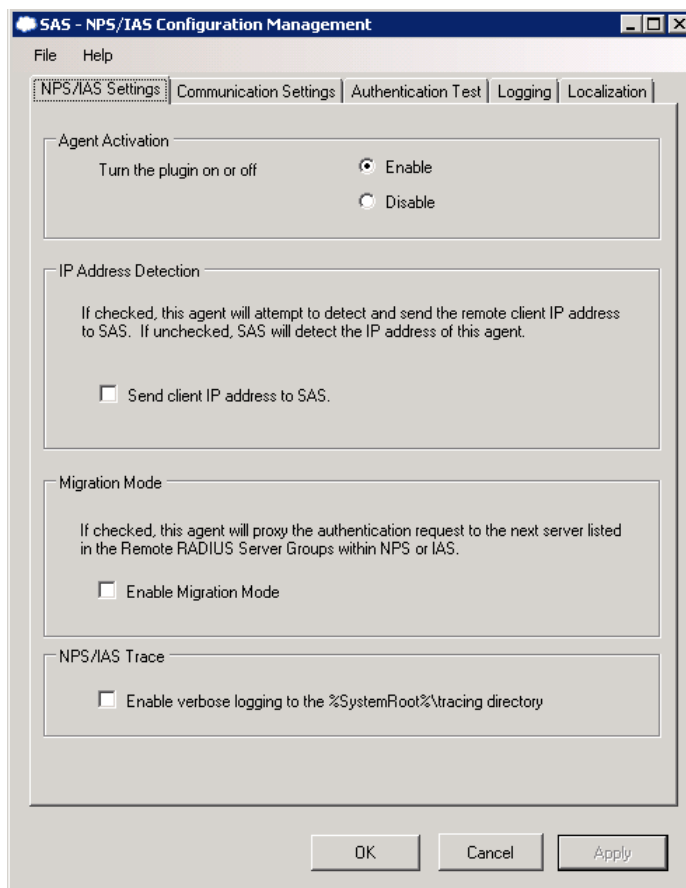 SAS - NPS/IAS Configuration Management
File Help
NPS/IAS Settings Communication Settings Authentication Test Logging Localization
Agent Activation
Turn the plugin on or off
Enable
Disable
IP Address Detection
If checked, this agent will attempt to detect and send the remote client IP address
to SAS. If unchecked, SAS will detect the IP address of this agent.
Send client IP address to SAS.
Migration Mode
If checked, this agent will proxy the authentication request to the next server listed
in the Remote RADIUS Server Groups within NPS or IAS.
Enable Migration Mode
NPS/IAS Trace
Enable verbose logging to the %SystemRoot%\tracing directory
OK Cancel Apply